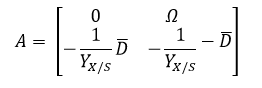 A = [ 0 Ω
-1/Y_{X/S} D̅ -1/Y_{X/S} - D̅ ]